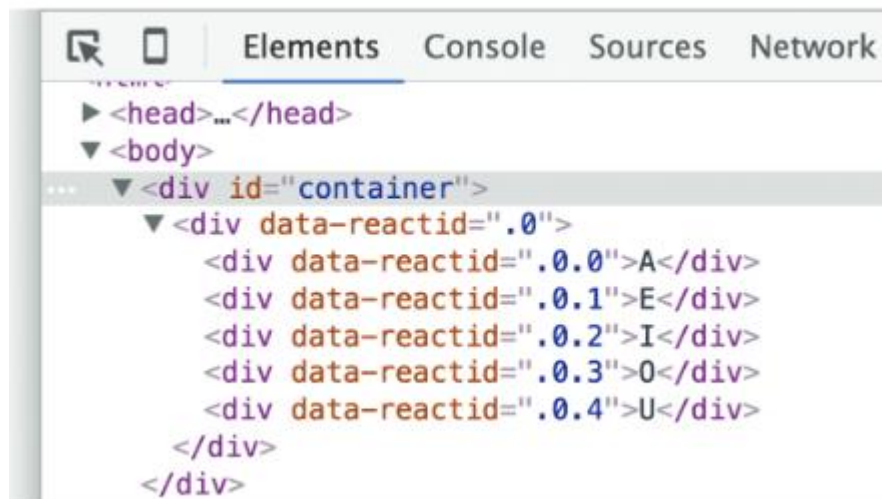 Elements Console Sources Network
▶ <head>…</head>
▼ <body>
… ▼ <div id="container">
▼ <div data-reactid=".0">
<div data-reactid=".0.0">A</div>
<div data-reactid=".0.1">E</div>
<div data-reactid=".0.2">I</div>
<div data-reactid=".0.3">O</div>
<div data-reactid=".0.4">U</div>
</div>
</div>